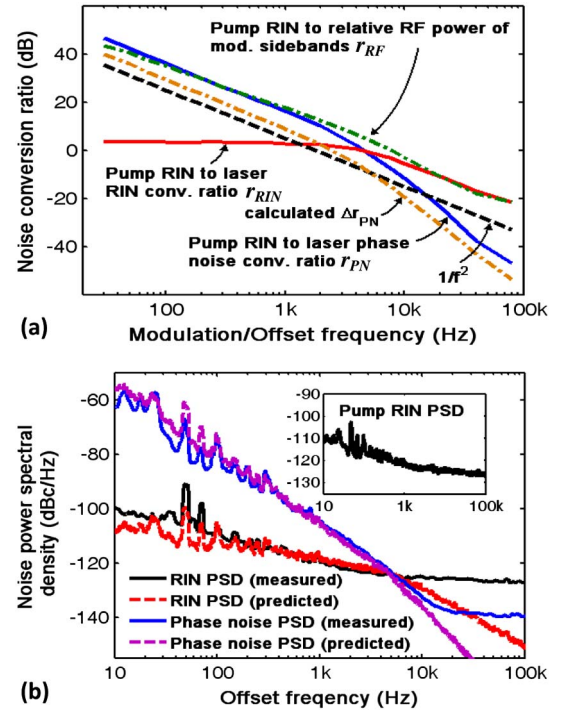 Noise conversion ratio (dB)
40
20
0
-20
-40
Pump RIN to relative RF power of
mod. sidebands r_RF
Pump RIN to laser
RIN conv. ratio r_RIN
calculated Δr_PN
Pump RIN to laser phase
noise conv. ratio r_PN
1/f²
100
1k
10k
100k
(a)
Modulation/Offset frequency (Hz)
Noise power spectral
density (dBc/Hz)
-60
-80
-100
-120
-140
-90
-100
-110
-120
-130
Pump RIN PSD
10
1k
100k
RIN PSD (measured)
RIN PSD (predicted)
Phase noise PSD (measured)
Phase noise PSD (predicted)
10
100
1k
10k
100k
(b)
Offset freqency (Hz)